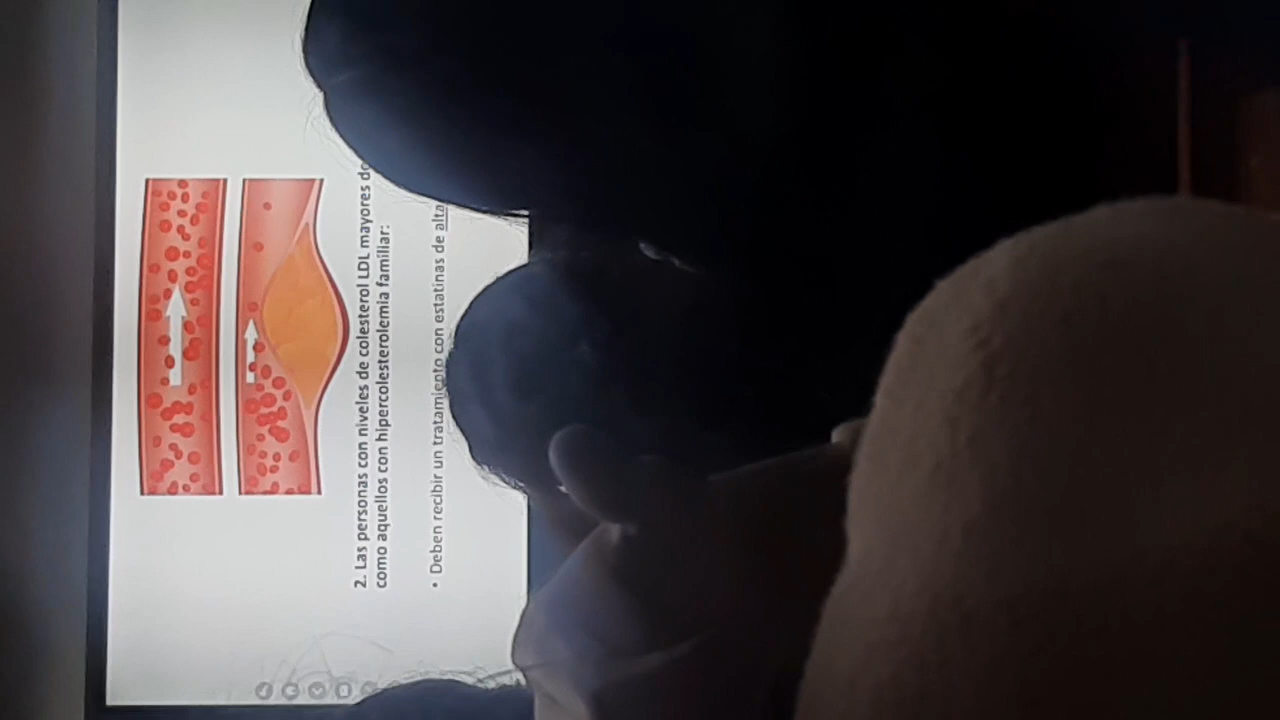 2. Las personas con niveles de colesterol LDL mayores de
como aquellos con hipercolesterolemia familiar:
• Deben recibir un tratamiento con estatinas de alta